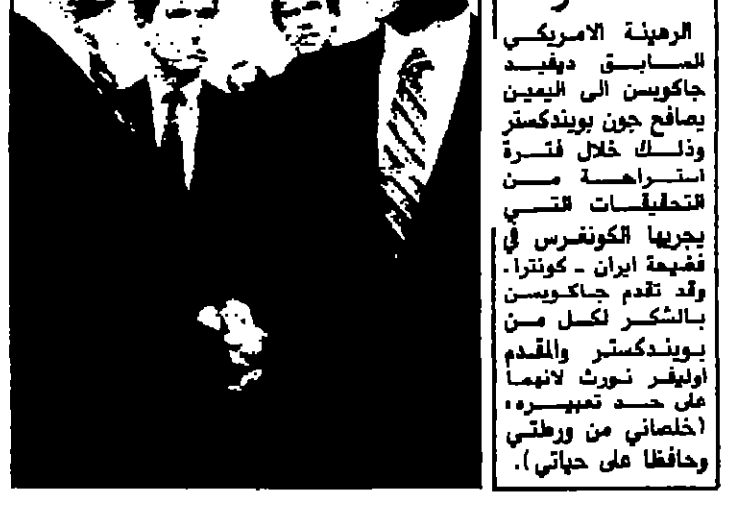 الرهينة الامريكي
السابق ديفيد
جاكوبسن الى اليمين
يصافح جون بويندكستر
وذلك خلال فترة
استراحة من
التحقيقات التي
يجريها الكونغرس في
فضيحة ايران - كونترا.
وقد تقدم جاكوبسن
بالشكر لكل من
بويندكستر والمقدم
اوليفر نورث لانهما
على حد تعبيره،
(خلصاني من ورطتي
وحافظا على حياتي).